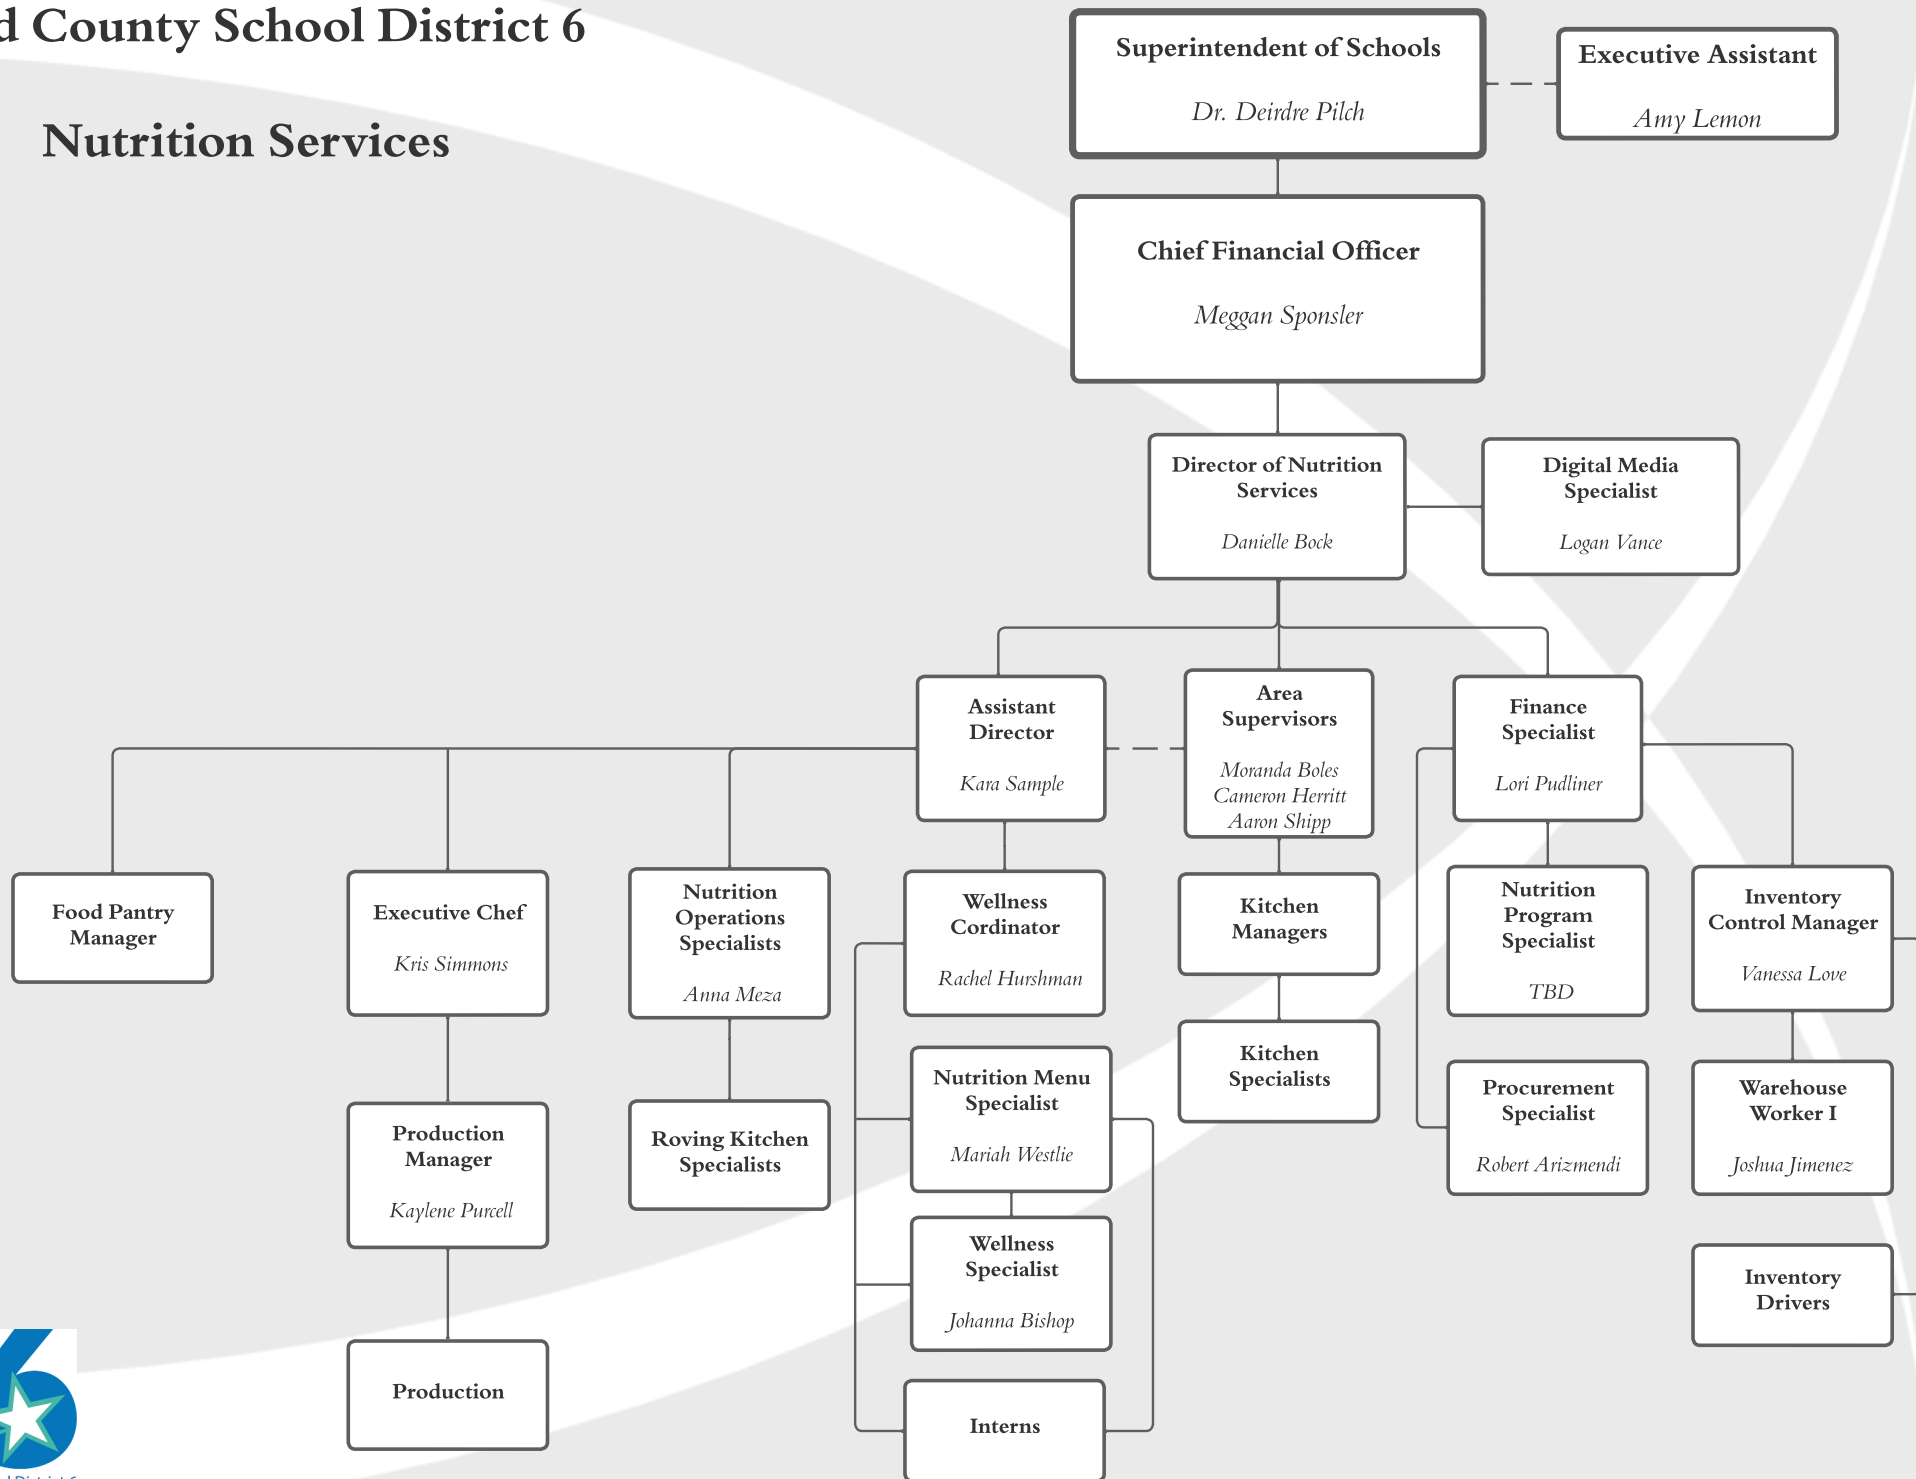 d County School District 6
Nutrition Services
Superintendent of Schools
Dr. Deirdre Pilch
Executive Assistant
Amy Lemon
Chief Financial Officer
Meggan Sponsler
Director of Nutrition
Services
Danielle Bock
Digital Media
Specialist
Logan Vance
Assistant
Director
Kara Sample
Area
Supervisors
Moranda Boles
Cameron Herritt
Aaron Shipp
Finance
Specialist
Lori Pudliner
Food Pantry
Manager
Executive Chef
Kris Simmons
Nutrition
Operations
Specialists
Anna Meza
Wellness
Cordinator
Rachel Hurshman
Kitchen
Managers
Nutrition
Program
Specialist
TBD
Inventory
Control Manager
Vanessa Love
Production
Manager
Kaylene Purcell
Roving Kitchen
Specialists
Nutrition Menu
Specialist
Mariah Westlie
Kitchen
Specialists
Procurement
Specialist
Robert Arizmendi
Warehouse
Worker I
Joshua Jimenez
Wellness
Specialist
Johanna Bishop
Inventory
Drivers
Production
Interns